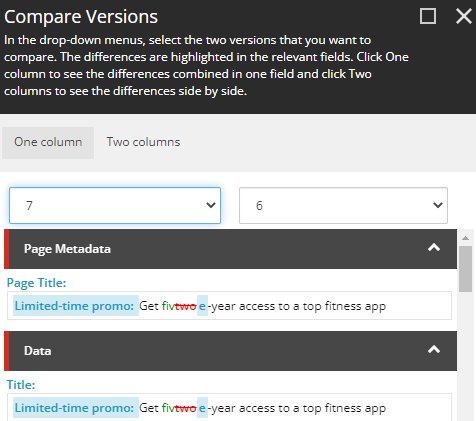 Compare Versions
In the drop-down menus, select the two versions that you want to
compare. The differences are highlighted in the relevant fields. Click One
column to see the differences combined in one field and click Two
columns to see the differences side by side.
One column Two columns
7 6
Page Metadata
Page Title:
Limited-time promo: Get fivtwo e-year access to a top fitness app
Data
Title:
Limited-time promo: Get fivtwo e-year access to a top fitness app